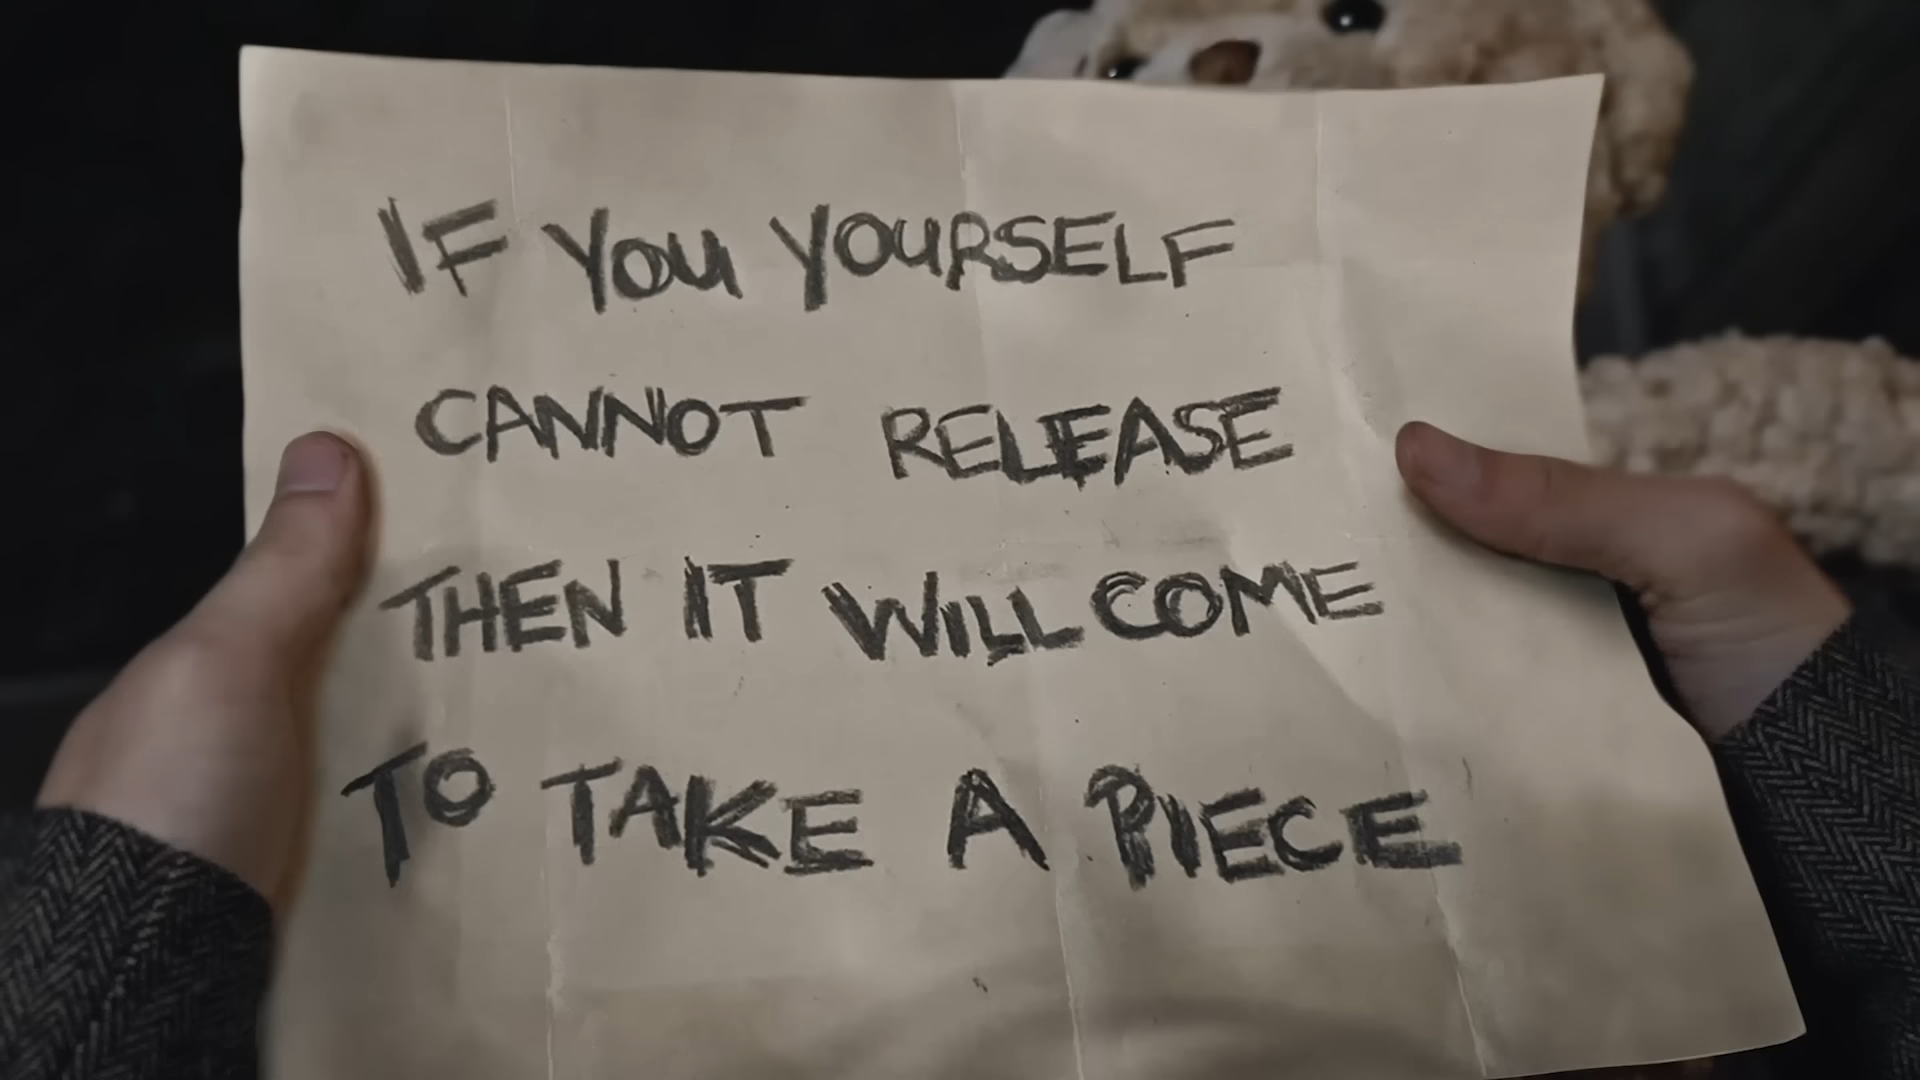 IF YOU YOURSELF
CANNOT RELEASE
THEN IT WILL COME
TO TAKE A PIECE